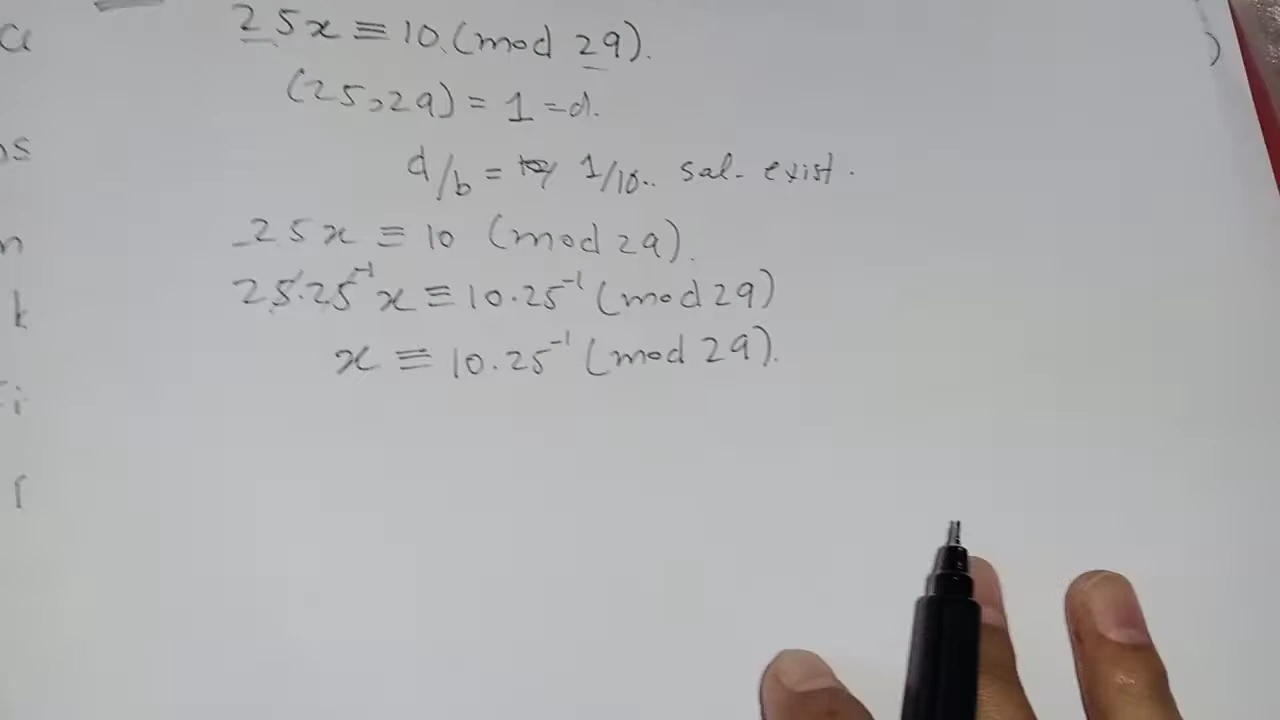 25x ≡ 10 (mod 29).
(25,29) = 1 = d.
d/b = 1/10.. sol. exist.
25x ≡ 10 (mod 29).
25.25⁻¹x ≡ 10.25⁻¹ (mod 29)
x ≡ 10.25⁻¹ (mod 29).